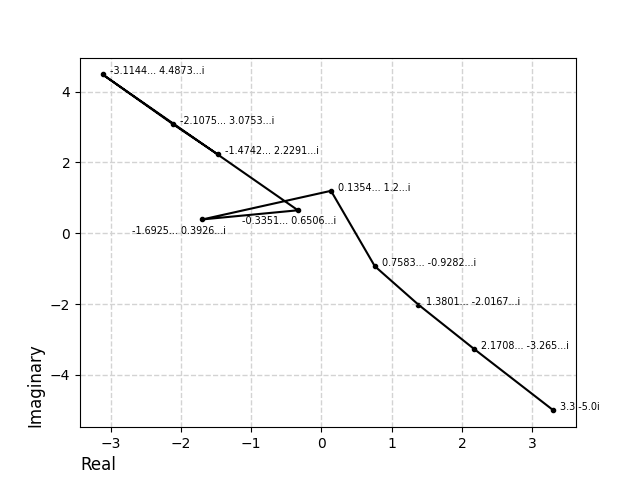 -3.1144... 4.4873...i
-2.1075... 3.0753...i
-1.4742... 2.2291...i
0.1354... 1.2...i
-0.3351... 0.6506...i
-1.6925... 0.3926...i
0.7583... -0.9282...i
1.3801... -2.0167...i
2.1708... -3.265...i
3.3 -5.0i
4
2
0
−2
−4
−3
−2
−1
0
1
2
3
Imaginary
Real